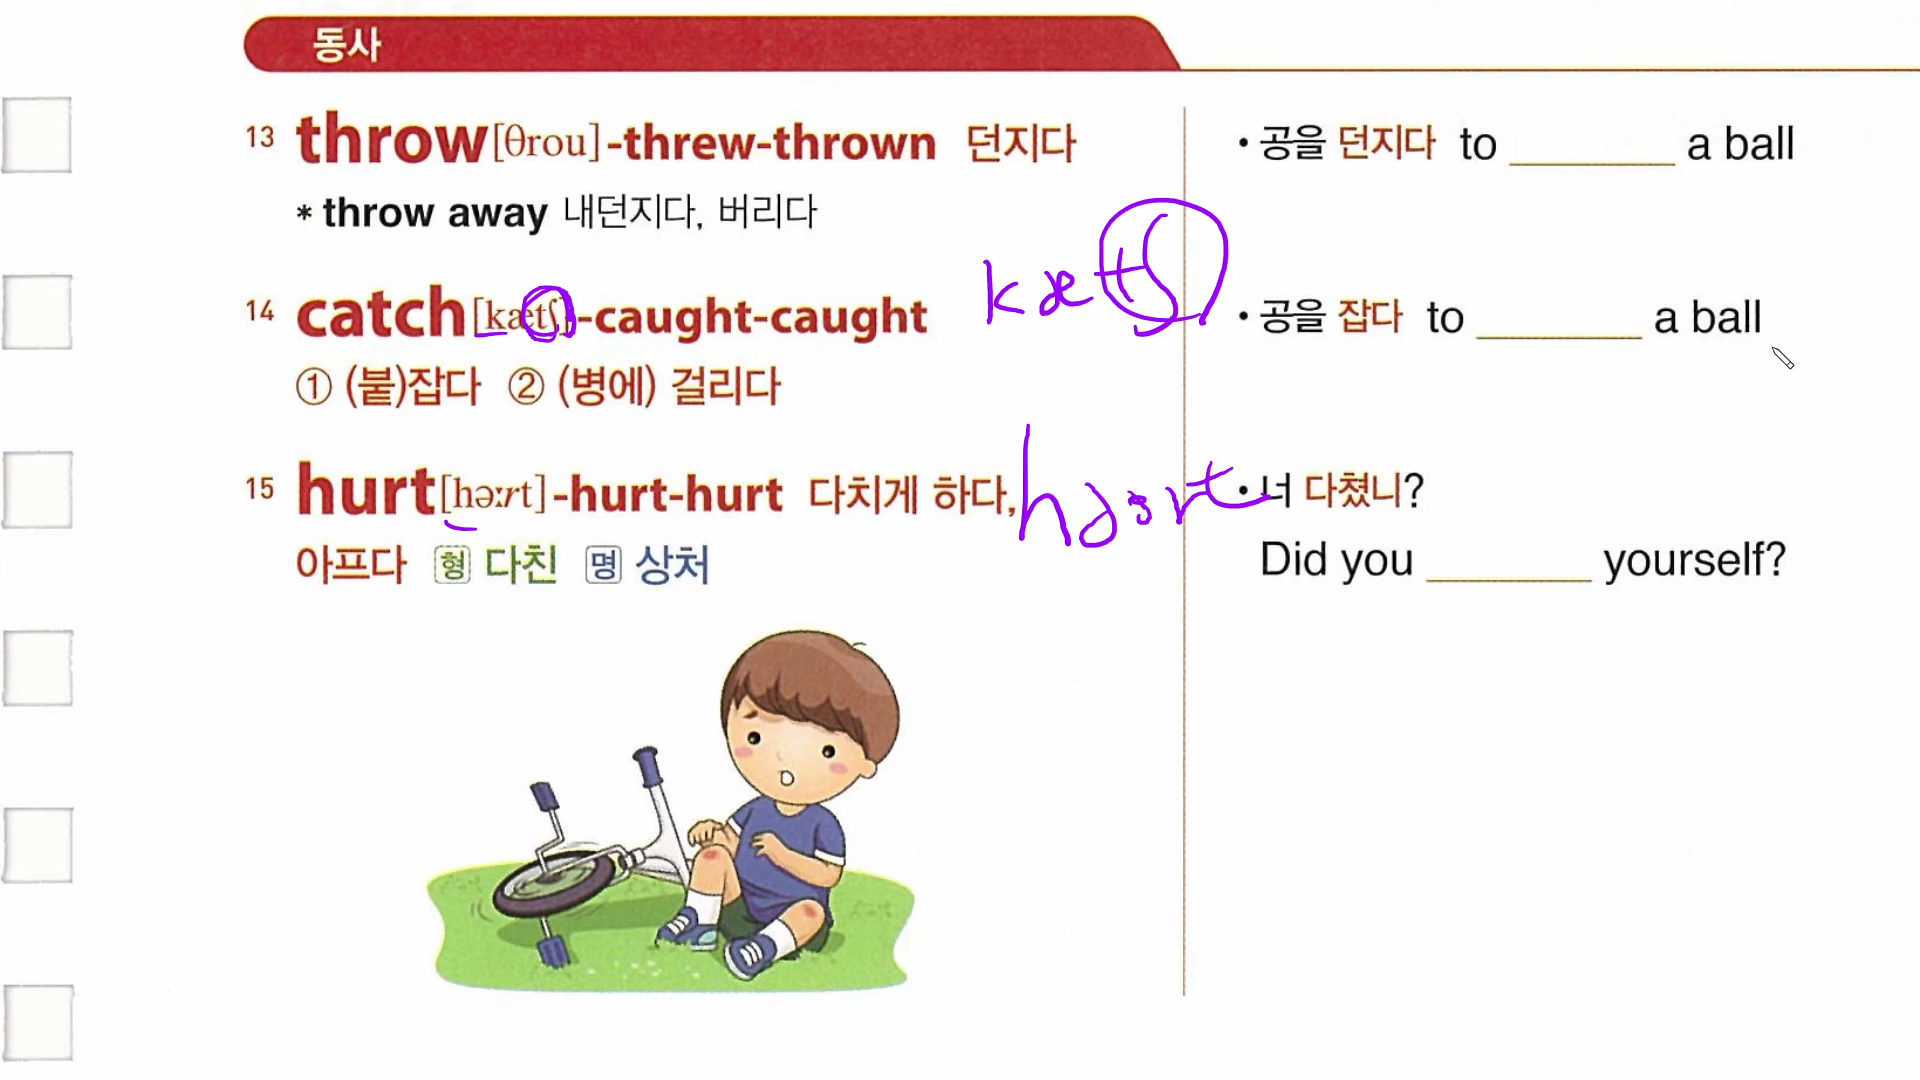 동사
13 throw[θrou]-threw-thrown 던지다
* throw away 내던지다, 버리다
• 공을 던지다 to ________ a ball
14 catch[kætʃ]-caught-caught
① (붙)잡다 ② (병에) 걸리다
kætʃ
• 공을 잡다 to ________ a ball
15 hurt[həːrt]-hurt-hurt 다치게 하다,
아프다 형 다친 명 상처
həːrt
• 너 다쳤니?
Did you ________ yourself?